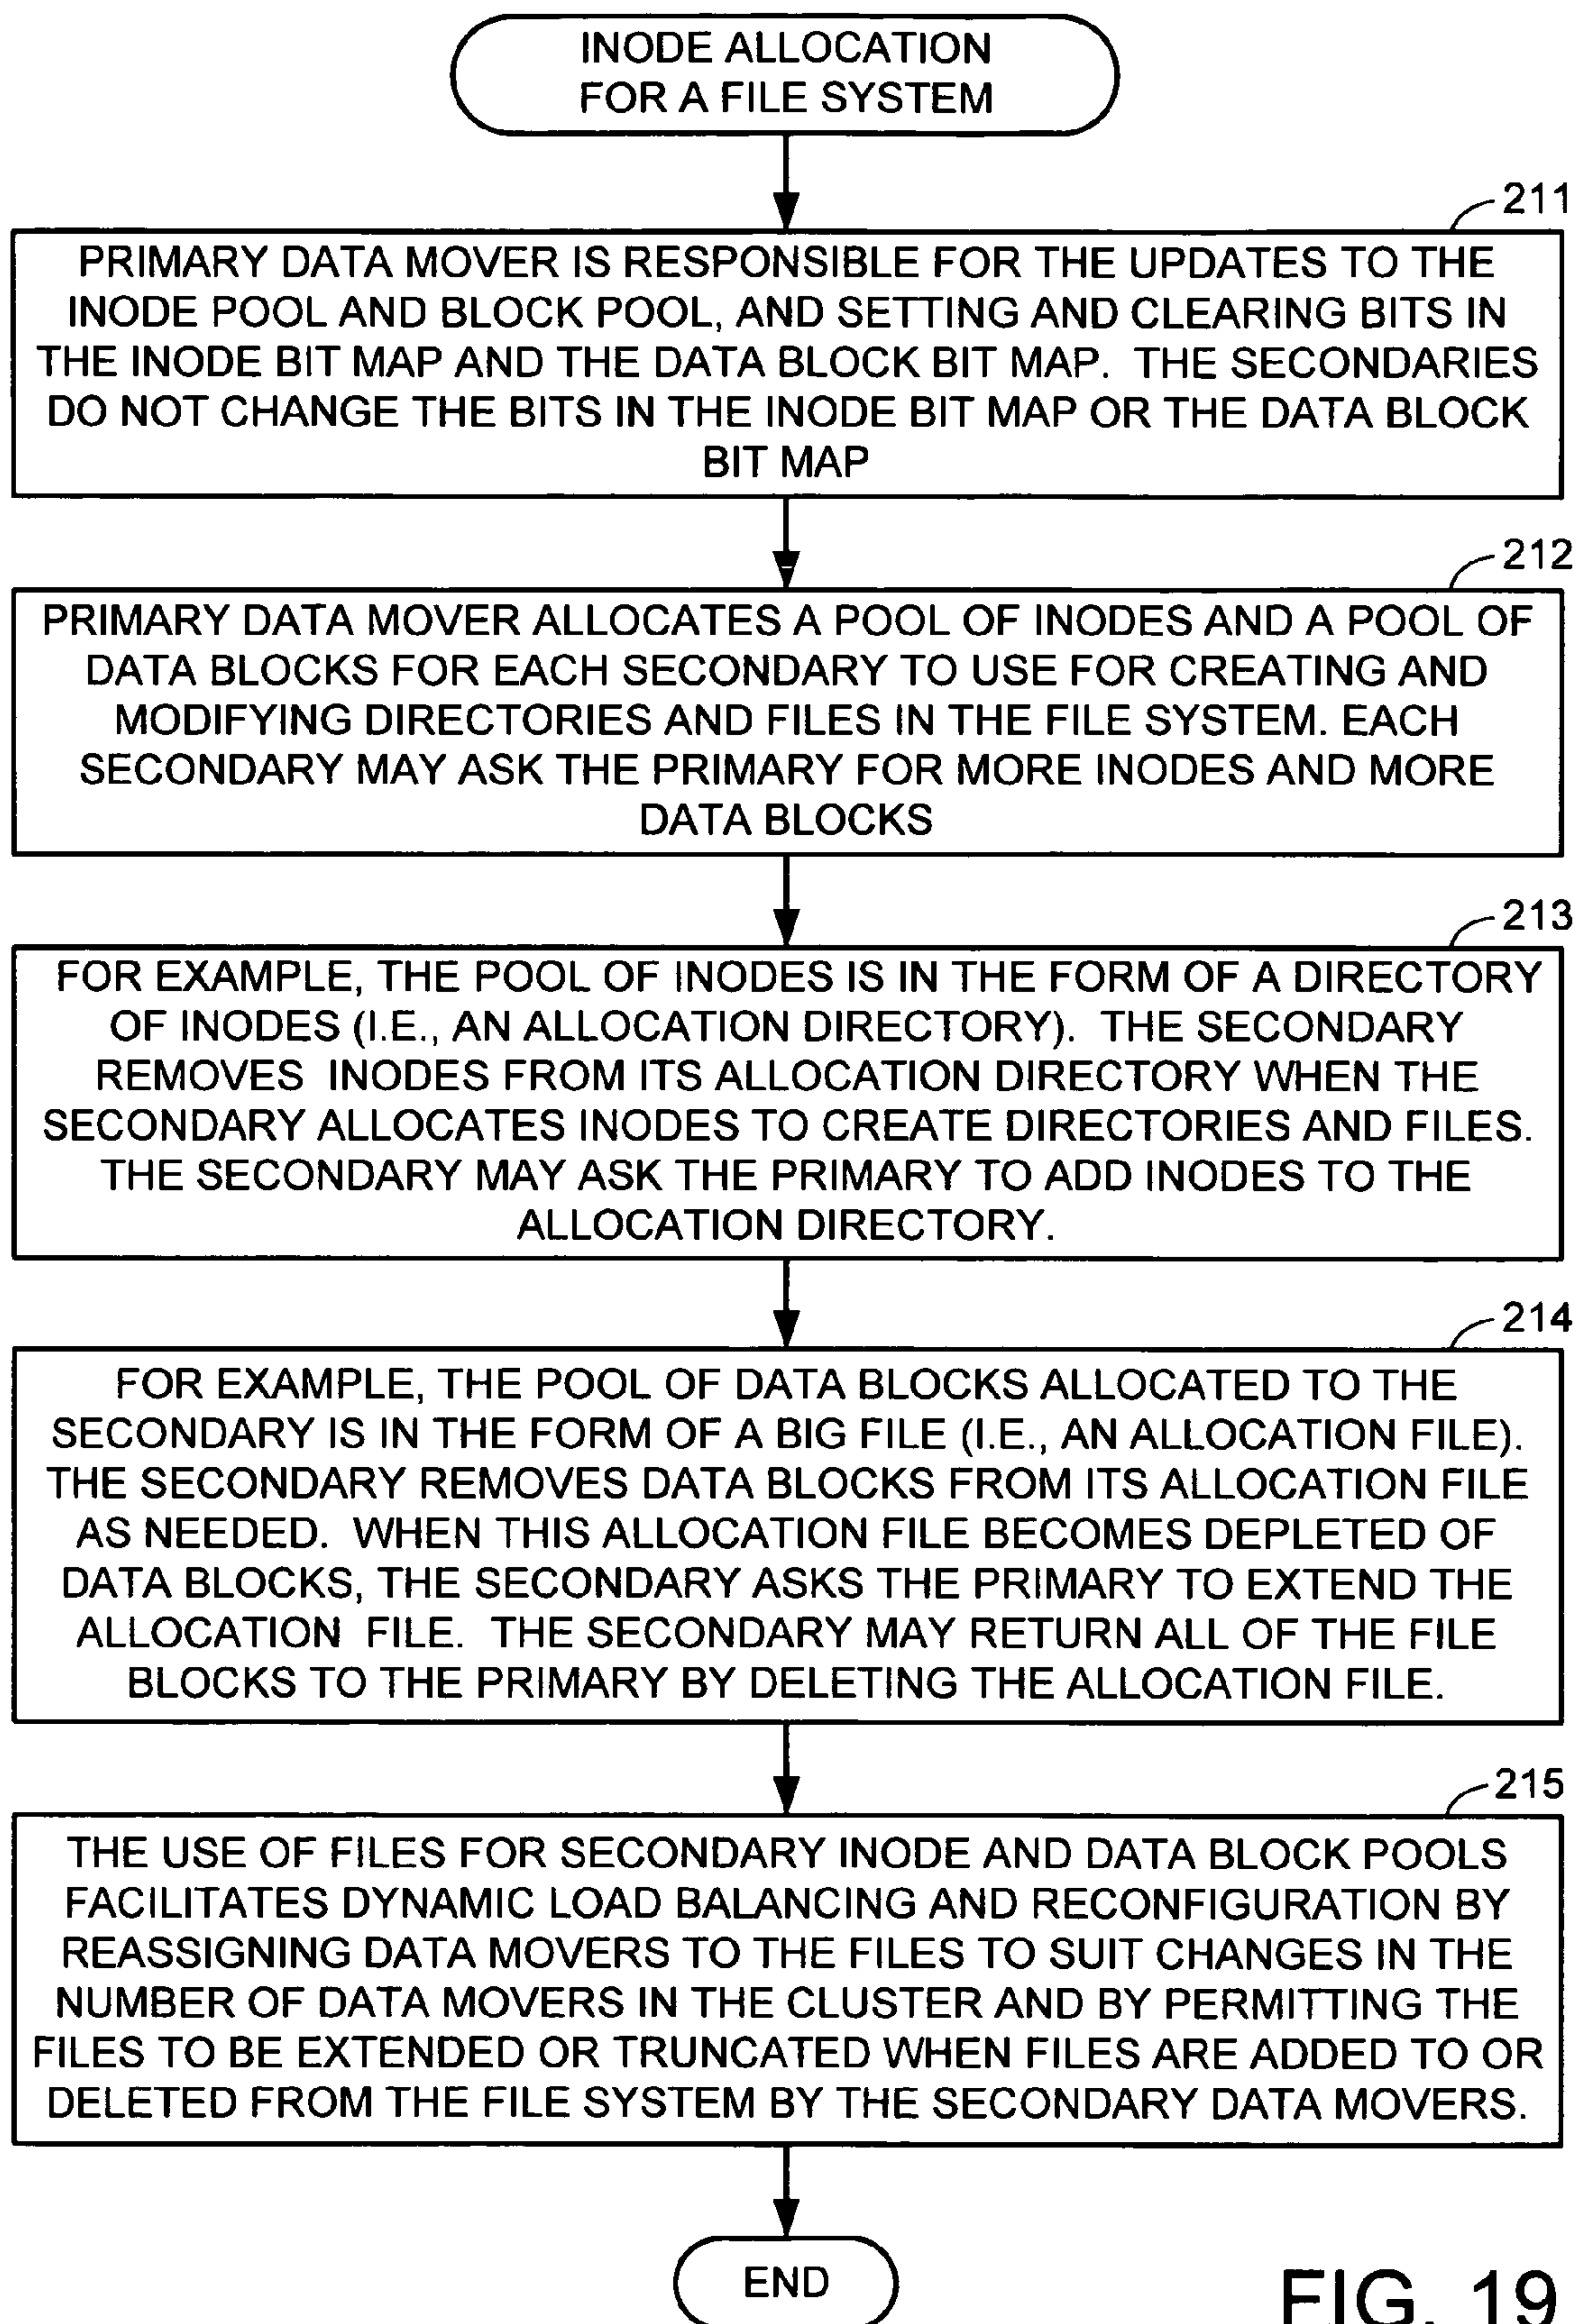 INODE ALLOCATION
FOR A FILE SYSTEM
211
PRIMARY DATA MOVER IS RESPONSIBLE FOR THE UPDATES TO THE
INODE POOL AND BLOCK POOL, AND SETTING AND CLEARING BITS IN
THE INODE BIT MAP AND THE DATA BLOCK BIT MAP. THE SECONDARIES
DO NOT CHANGE THE BITS IN THE INODE BIT MAP OR THE DATA BLOCK
BIT MAP
212
PRIMARY DATA MOVER ALLOCATES A POOL OF INODES AND A POOL OF
DATA BLOCKS FOR EACH SECONDARY TO USE FOR CREATING AND
MODIFYING DIRECTORIES AND FILES IN THE FILE SYSTEM. EACH
SECONDARY MAY ASK THE PRIMARY FOR MORE INODES AND MORE
DATA BLOCKS
213
FOR EXAMPLE, THE POOL OF INODES IS IN THE FORM OF A DIRECTORY
OF INODES (I.E., AN ALLOCATION DIRECTORY). THE SECONDARY
REMOVES INODES FROM ITS ALLOCATION DIRECTORY WHEN THE
SECONDARY ALLOCATES INODES TO CREATE DIRECTORIES AND FILES.
THE SECONDARY MAY ASK THE PRIMARY TO ADD INODES TO THE
ALLOCATION DIRECTORY.
214
FOR EXAMPLE, THE POOL OF DATA BLOCKS ALLOCATED TO THE
SECONDARY IS IN THE FORM OF A BIG FILE (I.E., AN ALLOCATION FILE).
THE SECONDARY REMOVES DATA BLOCKS FROM ITS ALLOCATION FILE
AS NEEDED. WHEN THIS ALLOCATION FILE BECOMES DEPLETED OF
DATA BLOCKS, THE SECONDARY ASKS THE PRIMARY TO EXTEND THE
ALLOCATION FILE. THE SECONDARY MAY RETURN ALL OF THE FILE
BLOCKS TO THE PRIMARY BY DELETING THE ALLOCATION FILE.
215
THE USE OF FILES FOR SECONDARY INODE AND DATA BLOCK POOLS
FACILITATES DYNAMIC LOAD BALANCING AND RECONFIGURATION BY
REASSIGNING DATA MOVERS TO THE FILES TO SUIT CHANGES IN THE
NUMBER OF DATA MOVERS IN THE CLUSTER AND BY PERMITTING THE
FILES TO BE EXTENDED OR TRUNCATED WHEN FILES ARE ADDED TO OR
DELETED FROM THE FILE SYSTEM BY THE SECONDARY DATA MOVERS.
END
FIG. 19